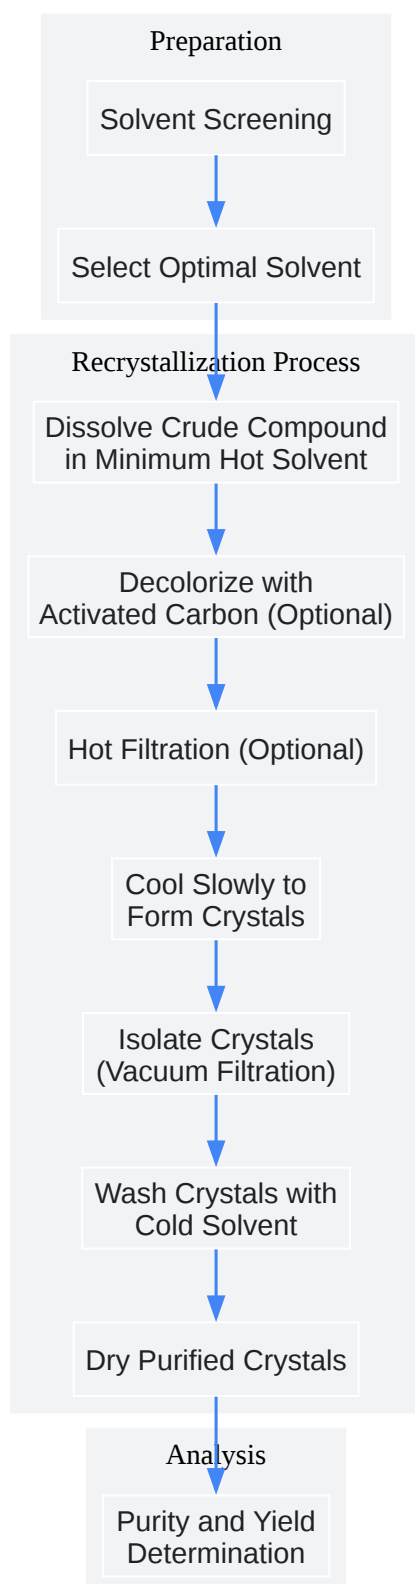 Preparation
Solvent Screening
Select Optimal Solvent
Recrystallization Process
Dissolve Crude Compound
in Minimum Hot Solvent
Decolorize with
Activated Carbon (Optional)
Hot Filtration (Optional)
Cool Slowly to
Form Crystals
Isolate Crystals
(Vacuum Filtration)
Wash Crystals with
Cold Solvent
Dry Purified Crystals
Analysis
Purity and Yield
Determination